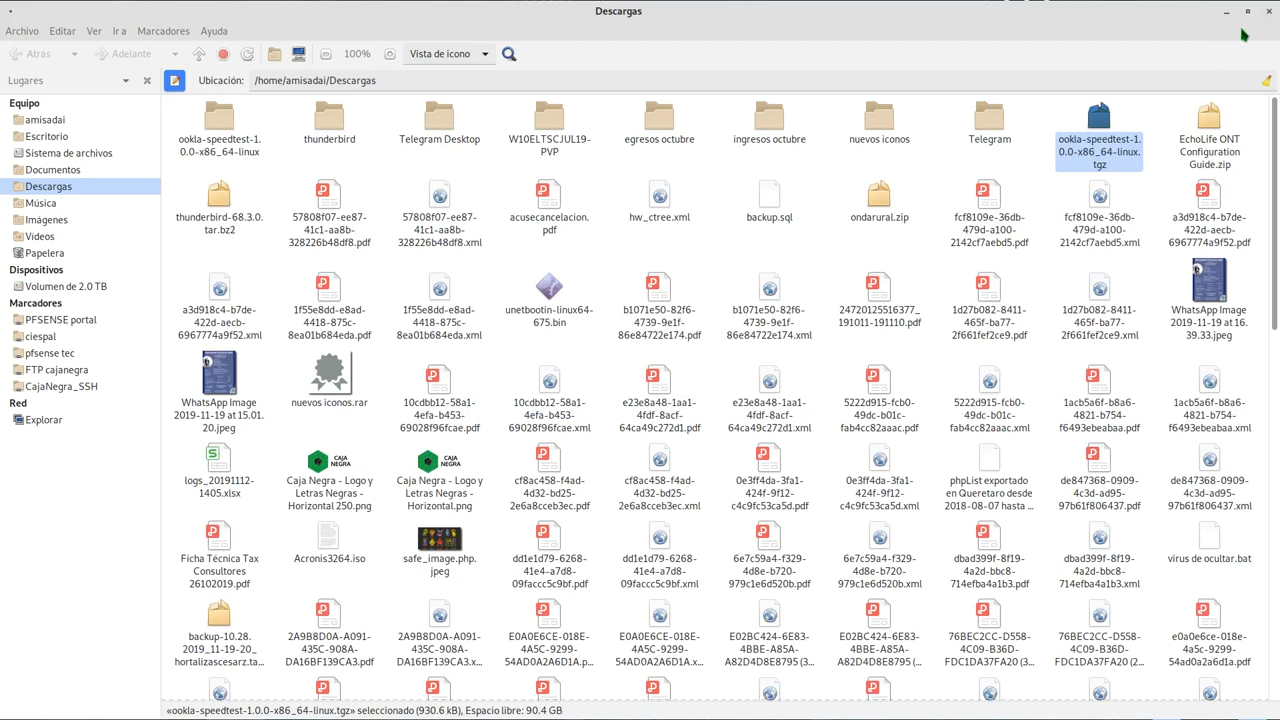 Descargas
Archivo Editar Ver Ir a Marcadores Ayuda
Atrás Adelante 100% Vista de icono
Lugares
Ubicación: /home/amisadai/Descargas
Equipo
amisadai
Escritorio
Sistema de archivos
Documentos
Descargas
Música
Imágenes
Vídeos
Papelera
Dispositivos
Volumen de 2.0 TB
Marcadores
PFSENSE portal
ciespal
pfsense tec
FTP cajanegra
CajaNegra_SSH
Red
Explorar
ookla-speedtest-1.
0.0-x86_64-linux
thunderbird
Telegram Desktop
W10ELTSCJUL19-
PVP
egresos octubre
ingresos octubre
nuevos iconos
Telegram
ookla-speedtest-1.
0.0-x86_64-linux.
tgz
EchoLife ONT
Configuration
Guide.zip
thunderbird-68.3.0.
tar.bz2
57808f07-ee87-
41c1-aa8b-
328226b48df8.pdf
57808f07-ee87-
41c1-aa8b-
328226b48df8.xml
acusecancelacion.
pdf
hw_ctree.xml
backup.sql
ondarural.zip
fcf8109e-36db-
479d-a100-
2142cf7aebd5.pdf
fcf8109e-36db-
479d-a100-
2142cf7aebd5.xml
a3d918c4-b7de-
422d-aecb-
6967774a9f52.pdf
a3d918c4-b7de-
422d-aecb-
6967774a9f52.xml
1f55e8dd-e8ad-
4418-875c-
8ea01b684eda.pdf
1f55e8dd-e8ad-
4418-875c-
8ea01b684eda.xml
unetbootin-linux64-
675.bin
b1071e50-82f6-
4739-9e1f-
86e84722e174.pdf
b1071e50-82f6-
4739-9e1f-
86e84722e174.xml
24720125516377_
191011-191110.pdf
1d27b082-8411-
465f-ba77-
2f661fef2ce9.pdf
1d27b082-8411-
465f-ba77-
2f661fef2ce9.xml
WhatsApp Image
2019-11-19 at 16.
39.33.jpeg
WhatsApp Image
2019-11-19 at 15.01.
20.jpeg
nuevos iconos.rar
10cdbb12-58a1-
4efa-b453-
69028f96fcae.pdf
10cdbb12-58a1-
4efa-b453-
69028f96fcae.xml
e23e8a48-1aa1-
4fdf-8acf-
64ca49c272d1.pdf
e23e8a48-1aa1-
4fdf-8acf-
64ca49c272d1.xml
5222d915-fcb0-
49dc-b01c-
fab4cc82aaac.pdf
5222d915-fcb0-
49dc-b01c-
fab4cc82aaac.xml
1acb5a6f-b8a6-
4821-b754-
f6493ebeabaa.pdf
1acb5a6f-b8a6-
4821-b754-
f6493ebeabaa.xml
logs_20191112-
1405.xlsx
CAJA
NEGRA
Caja Negra - Logo y
Letras Negras -
Horizontal 250.png
CAJA
NEGRA
Caja Negra - Logo y
Letras Negras -
Horizontal.png
cf8ac458-f4ad-
4d32-bd25-
2e6a8cceb3ec.pdf
cf8ac458-f4ad-
4d32-bd25-
2e6a8cceb3ec.xml
0e3ff4da-3fa1-
424f-9f12-
c4c9fc53ca5d.pdf
0e3ff4da-3fa1-
424f-9f12-
c4c9fc53ca5d.xml
phpList exportado
en Queretaro desde
2018-08-07 hasta ...
de847368-0909-
4c3d-ad95-
97b61f806437.pdf
de847368-0909-
4c3d-ad95-
97b61f806437.xml
Ficha Técnica Tax
Consultores
26102019.pdf
Acronis3264.iso
safe_image.php.
jpeg
dd1e1d79-6268-
41e4-a7d8-
09faccc5c9bf.pdf
dd1e1d79-6268-
41e4-a7d8-
09faccc5c9bf.xml
6e7c59a4-f329-
4d8e-b720-
979c1e6d520b.pdf
6e7c59a4-f329-
4d8e-b720-
979c1e6d520b.xml
dbad399f-8f19-
4a2d-bbc8-
714efba4a1b3.pdf
dbad399f-8f19-
4a2d-bbc8-
714efba4a1b3.xml
virus de ocultar.bat
backup-10.28.
2019_11-19-20_
hortalizascesarz.ta...
2A9B8D0A-A091-
435C-908A-
DA16BF139CA3.pdf
2A9B8D0A-A091-
435C-908A-
DA16BF139CA3.x...
E0A0E6CE-018E-
4A5C-9299-
54AD0A2A6D1A.p...
E0A0E6CE-018E-
4A5C-9299-
54AD0A2A6D1A.x...
E02BC424-6E83-
4BBE-A85A-
A82D4D8E8795 (3...
E02BC424-6E83-
4BBE-A85A-
A82D4D8E8795 (...
76BEC2CC-D558-
4C09-B36D-
FDC1DA37FA20 (3...
76BEC2CC-D558-
4C09-B36D-
FDC1DA37FA20 (2...
e0a0e6ce-018e-
4a5c-9299-
54ad0a2a6d1a.pdf
«ookla-speedtest-1.0.0-x86_64-linux.tgz» seleccionado (930.6 kB), Espacio libre: 90.4 GB